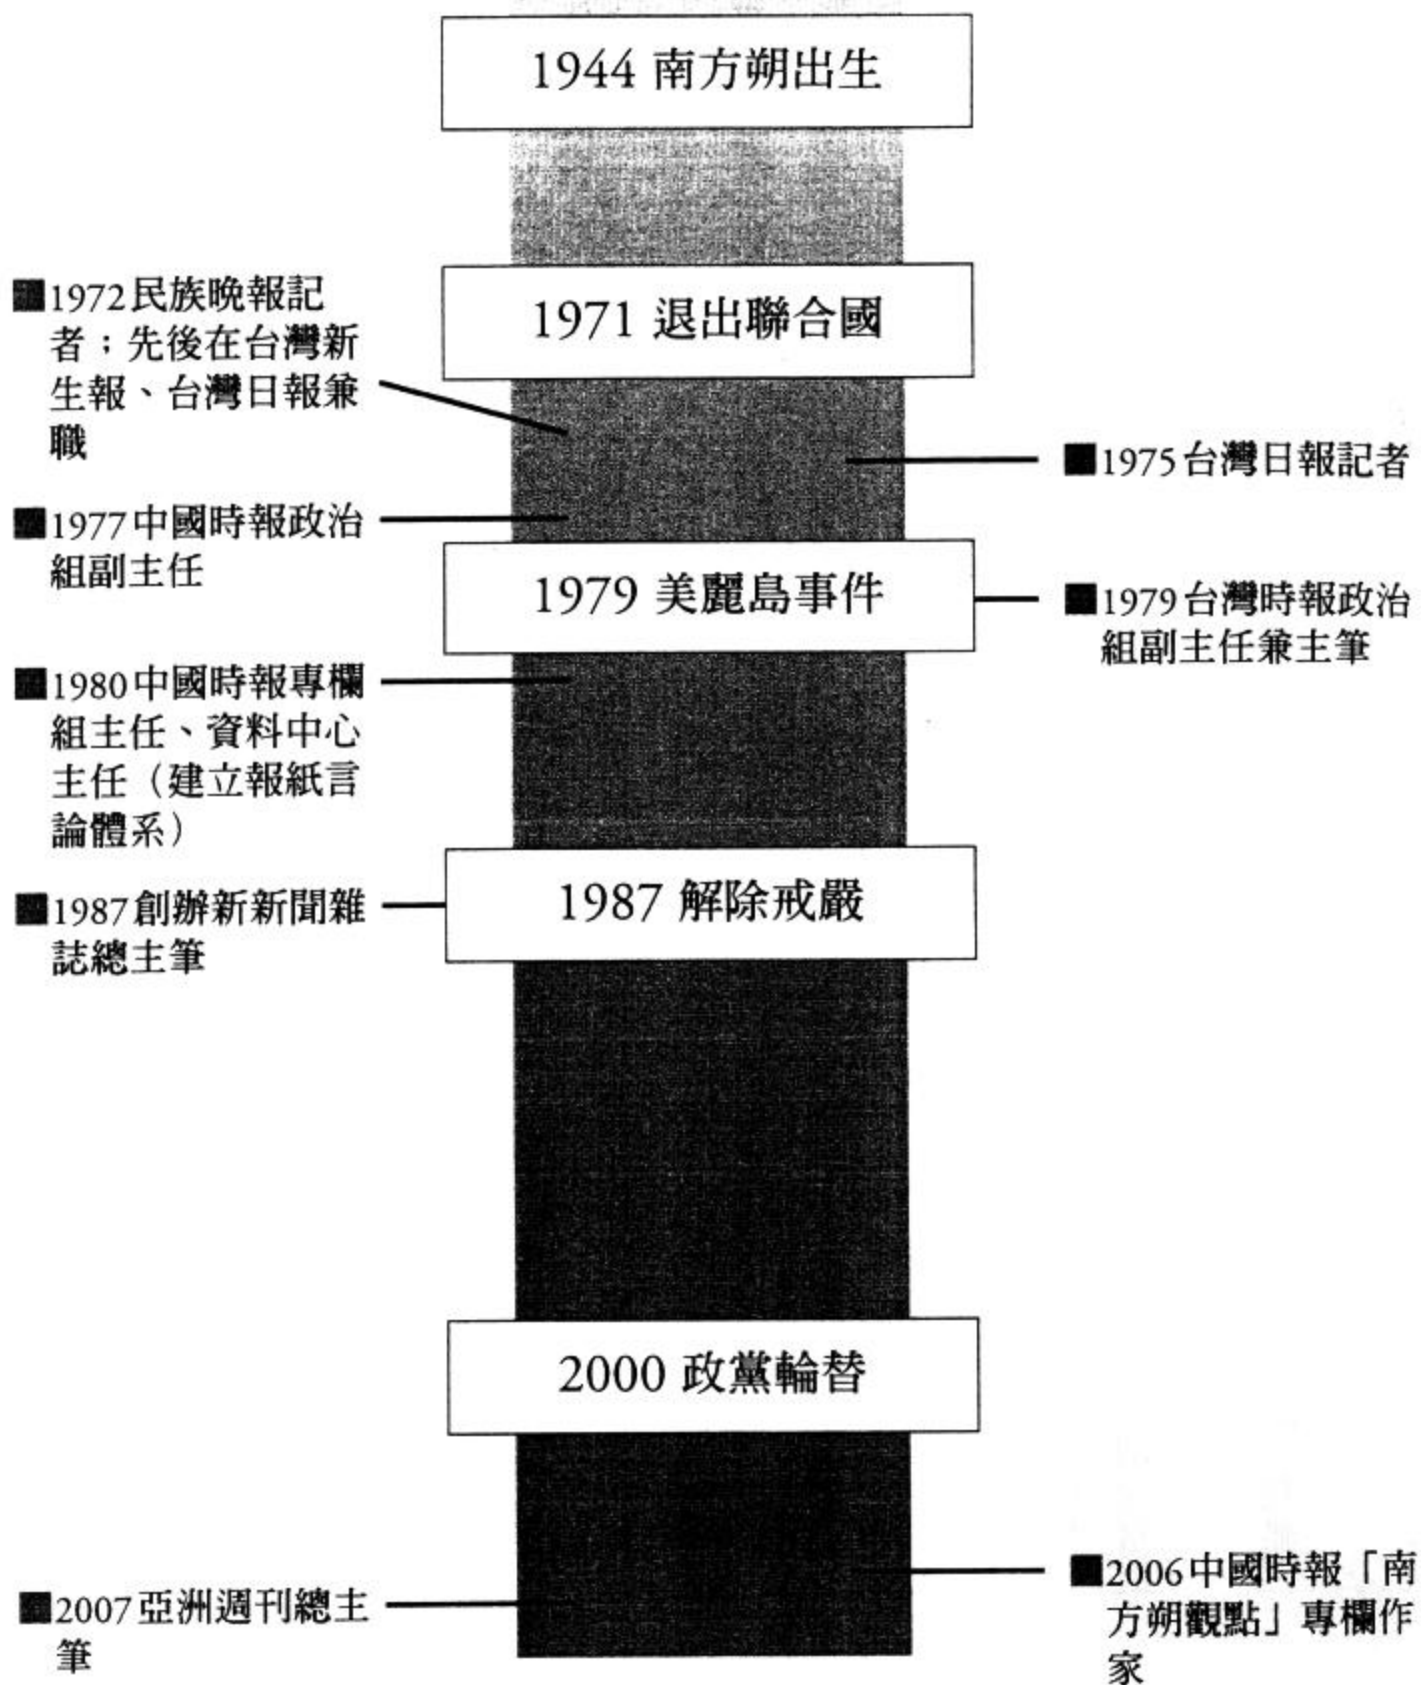 1944 南方朔出生
1971 退出聯合國
■1972民族晚報記
者；先後在台灣新
生報、台灣日報兼
職
■1975台灣日報記者
■1977中國時報政治
組副主任
1979 美麗島事件
■1979台灣時報政治
組副主任兼主筆
■1980中國時報專欄
組主任、資料中心
主任（建立報紙言
論體系）
1987 解除戒嚴
■1987創辦新新聞雜
誌總主筆
2000 政黨輪替
■2006中國時報「南
方朔觀點」專欄作
家
■2007亞洲週刊總主
筆